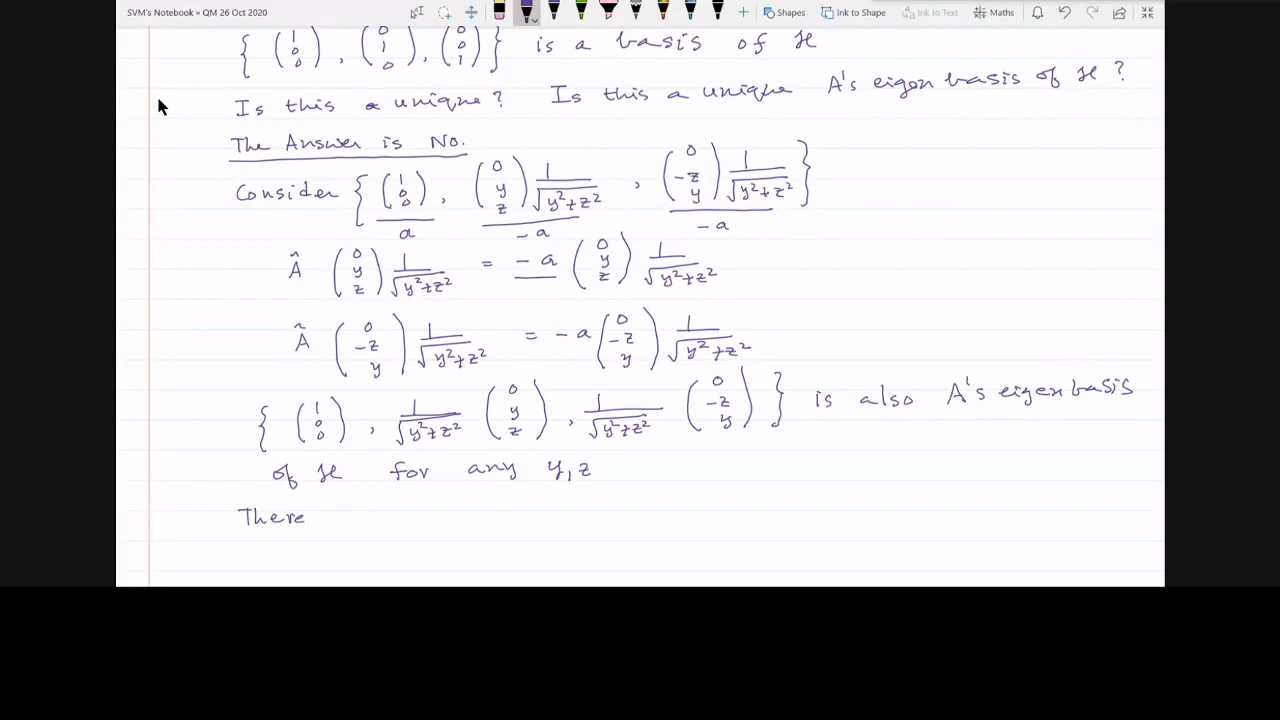 SVM's Notebook » QM 26 Oct 2020
Shapes Ink to Shape Ink to Text Maths
{ (1 0 0), (0 1 0), (0 0 1) } is a basis of ℋ
Is this a unique? Is this a unique A's eigen basis of ℋ ?
The Answer is No.
Consider { (1 0 0), (0 y z) 1/√(y²+z²), (0 -z y) 1/√(y²+z²) }
a -a -a
Â (0 y z) 1/√(y²+z²) = -a (0 y z) 1/√(y²+z²)
Â (0 -z y) 1/√(y²+z²) = -a (0 -z y) 1/√(y²+z²)
{ (1 0 0), 1/√(y²+z²) (0 y z), 1/√(y²+z²) (0 -z y) } is also A's eigenbasis
of ℋ for any y, z
There